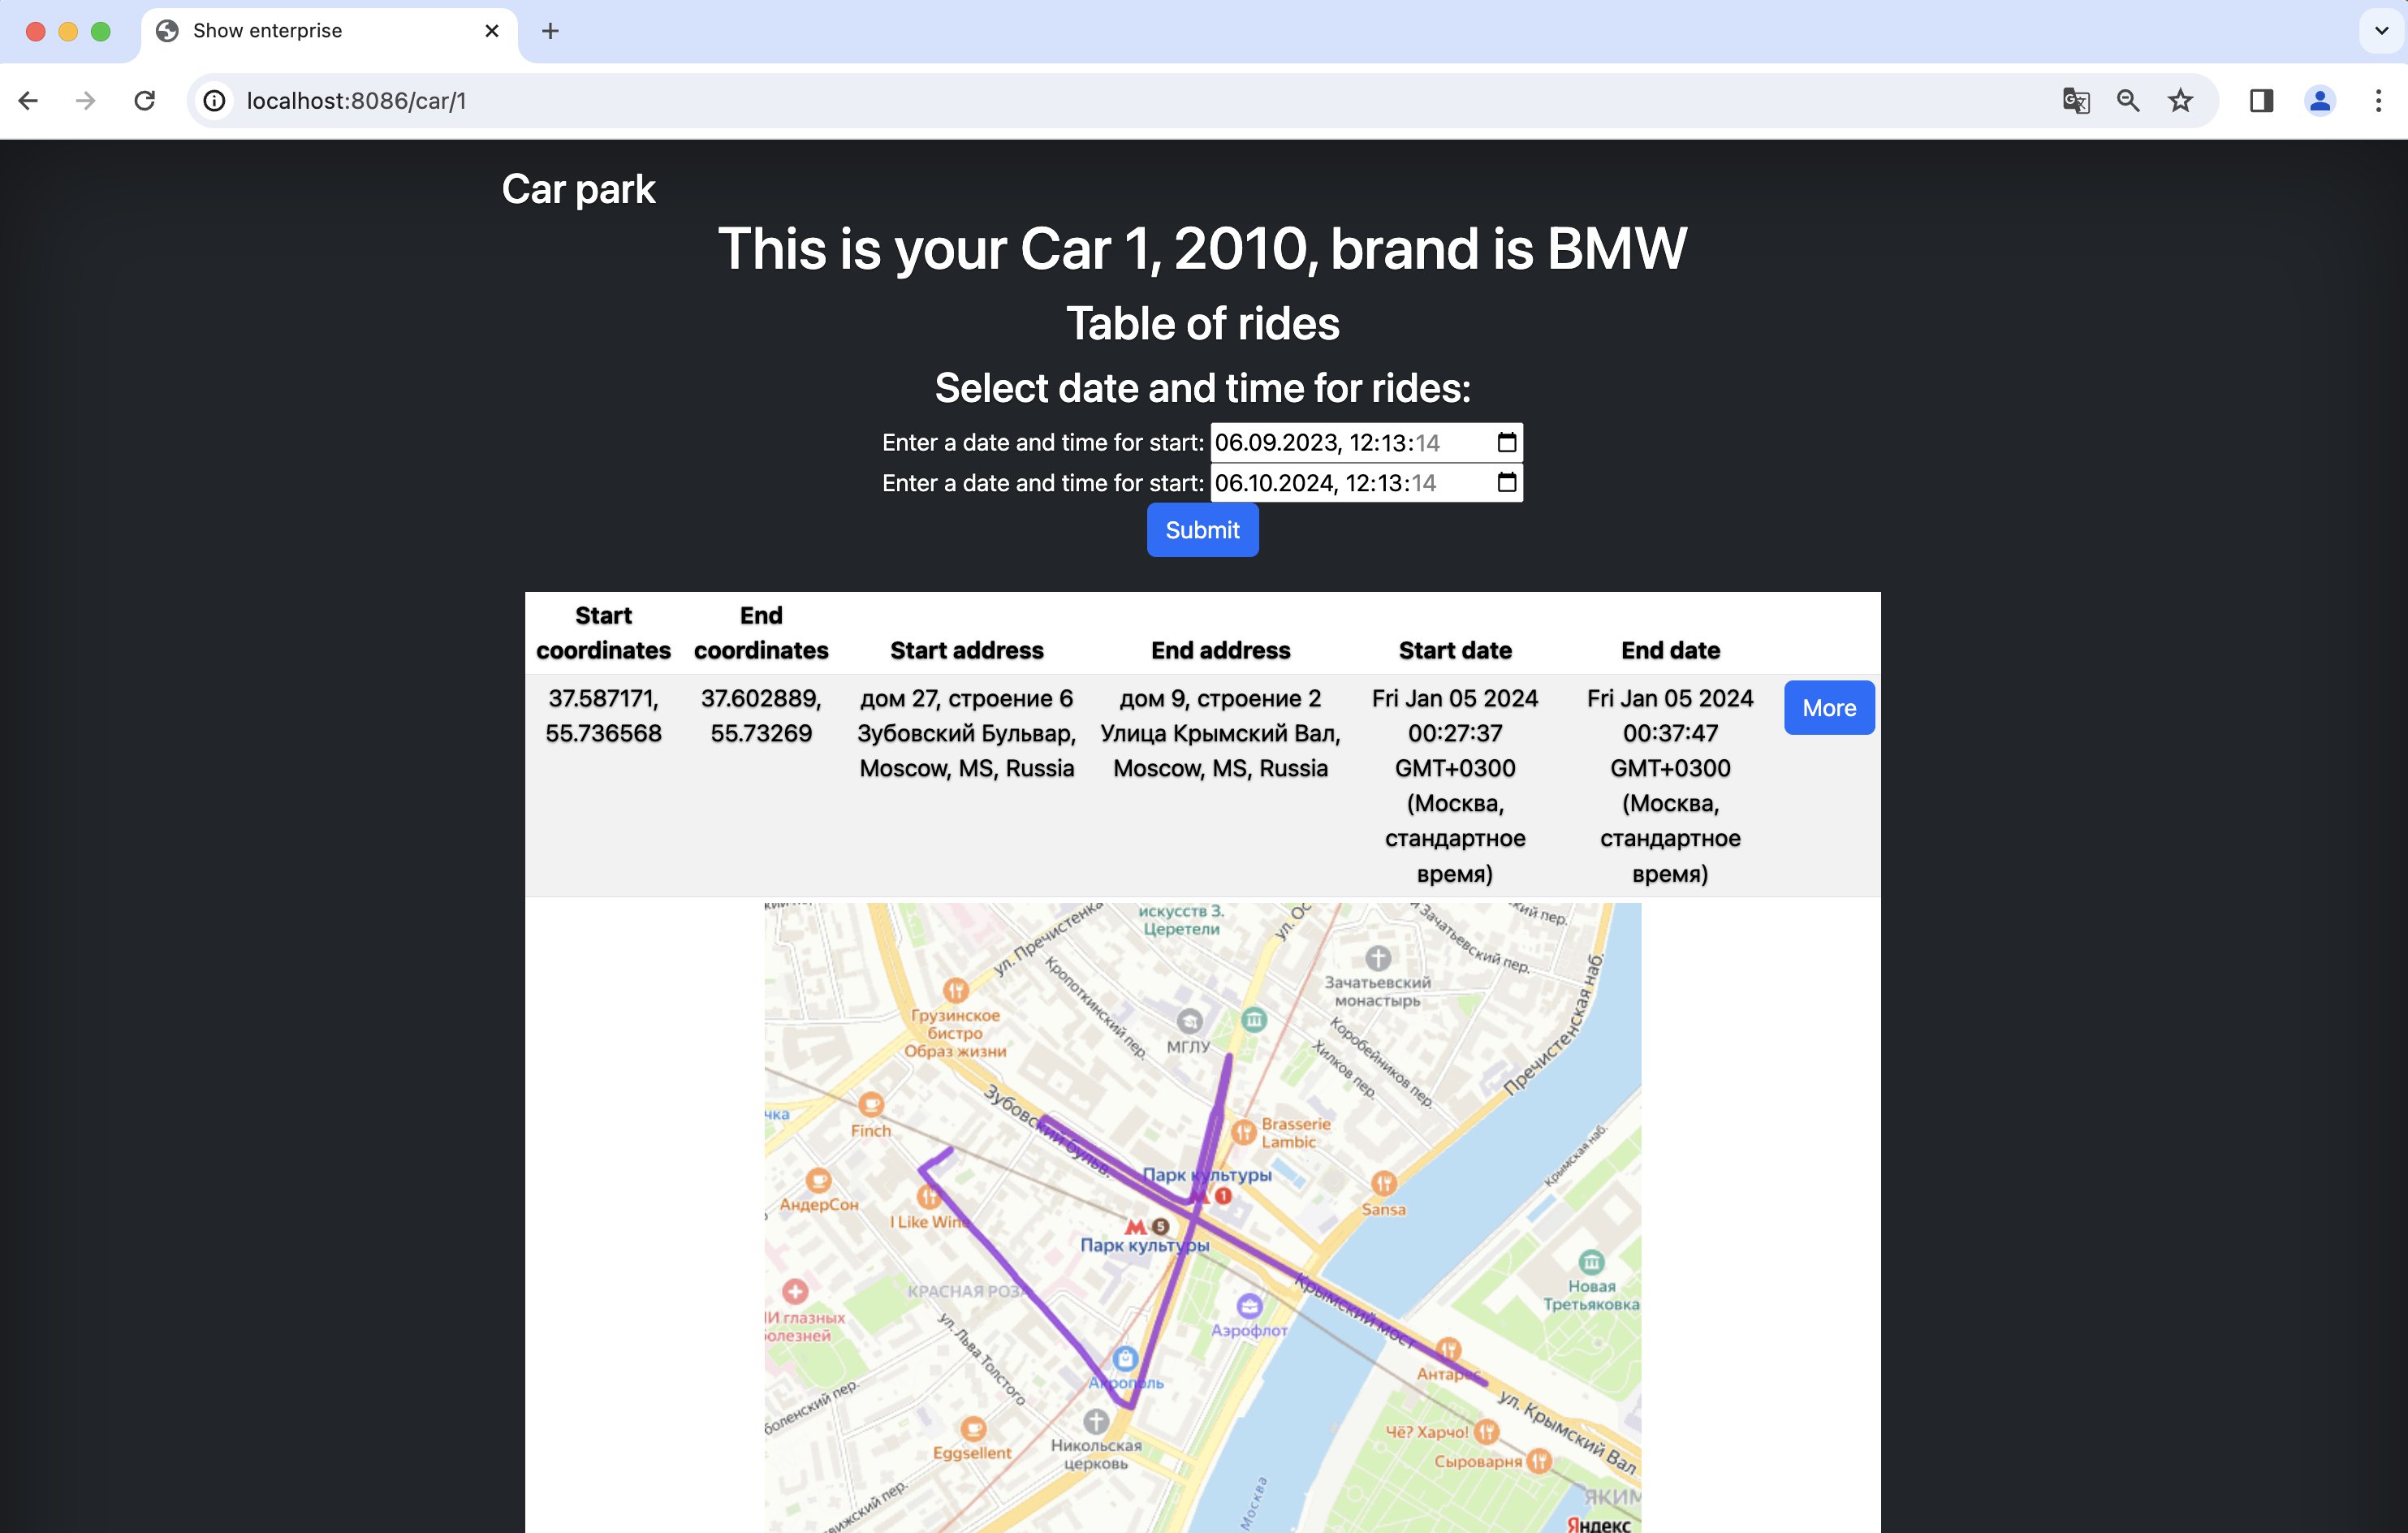 Show enterprise
localhost:8086/car/1
Car park
This is your Car 1, 2010, brand is BMW
Table of rides
Select date and time for rides:
Enter a date and time for start: 06.09.2023, 12:13:14
Enter a date and time for start: 06.10.2024, 12:13:14
Submit
Start coordinates
End coordinates
Start address
End address
Start date
End date
37.587171,
55.736568
37.602889,
55.73269
дом 27, строение 6
Зубовский Бульвар,
Moscow, MS, Russia
дом 9, строение 2
Улица Крымский Вал,
Moscow, MS, Russia
Fri Jan 05 2024
00:27:37
GMT+0300
(Москва,
стандартное
время)
Fri Jan 05 2024
00:37:47
GMT+0300
(Москва,
стандартное
время)
More
искусств З.
Церетели
ул. Пречистенка
Зачатьевский пер.
Кропоткинский пер.
Зачатьевский
монастырь
Пречистенская наб.
Грузинское
бистро
Образ жизни
МГЛУ
Коробейников пер.
Хилков пер.
Зубовский бульв.
Finch
Brasserie
Lambic
Крымская наб.
Парк культуры
1
АндерСон
I Like Wine
Sansa
М 5
Парк культуры
КРАСНАЯ РОЗА
Новая
Третьяковка
Крымский мост
Аэрофлот
ул. Льва Толстого
Акрополь
Антарес
ул. Крымский Вал
Eggsellent
Никольская
церковь
Чё? Харчо!
Сыроварня
Москва
Яндекс